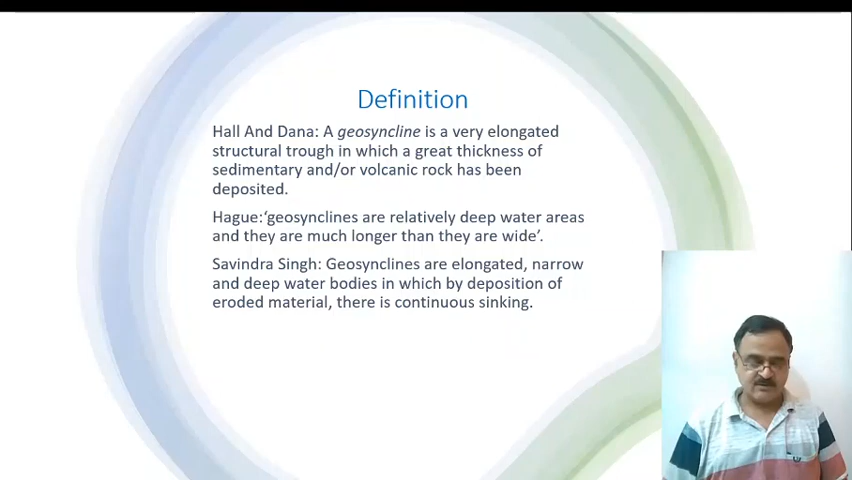 Definition
Hall And Dana: A geosyncline is a very elongated
structural trough in which a great thickness of
sedimentary and/or volcanic rock has been
deposited.
Hague:‘geosynclines are relatively deep water areas
and they are much longer than they are wide’.
Savindra Singh: Geosynclines are elongated, narrow
and deep water bodies in which by deposition of
eroded material, there is continuous sinking.